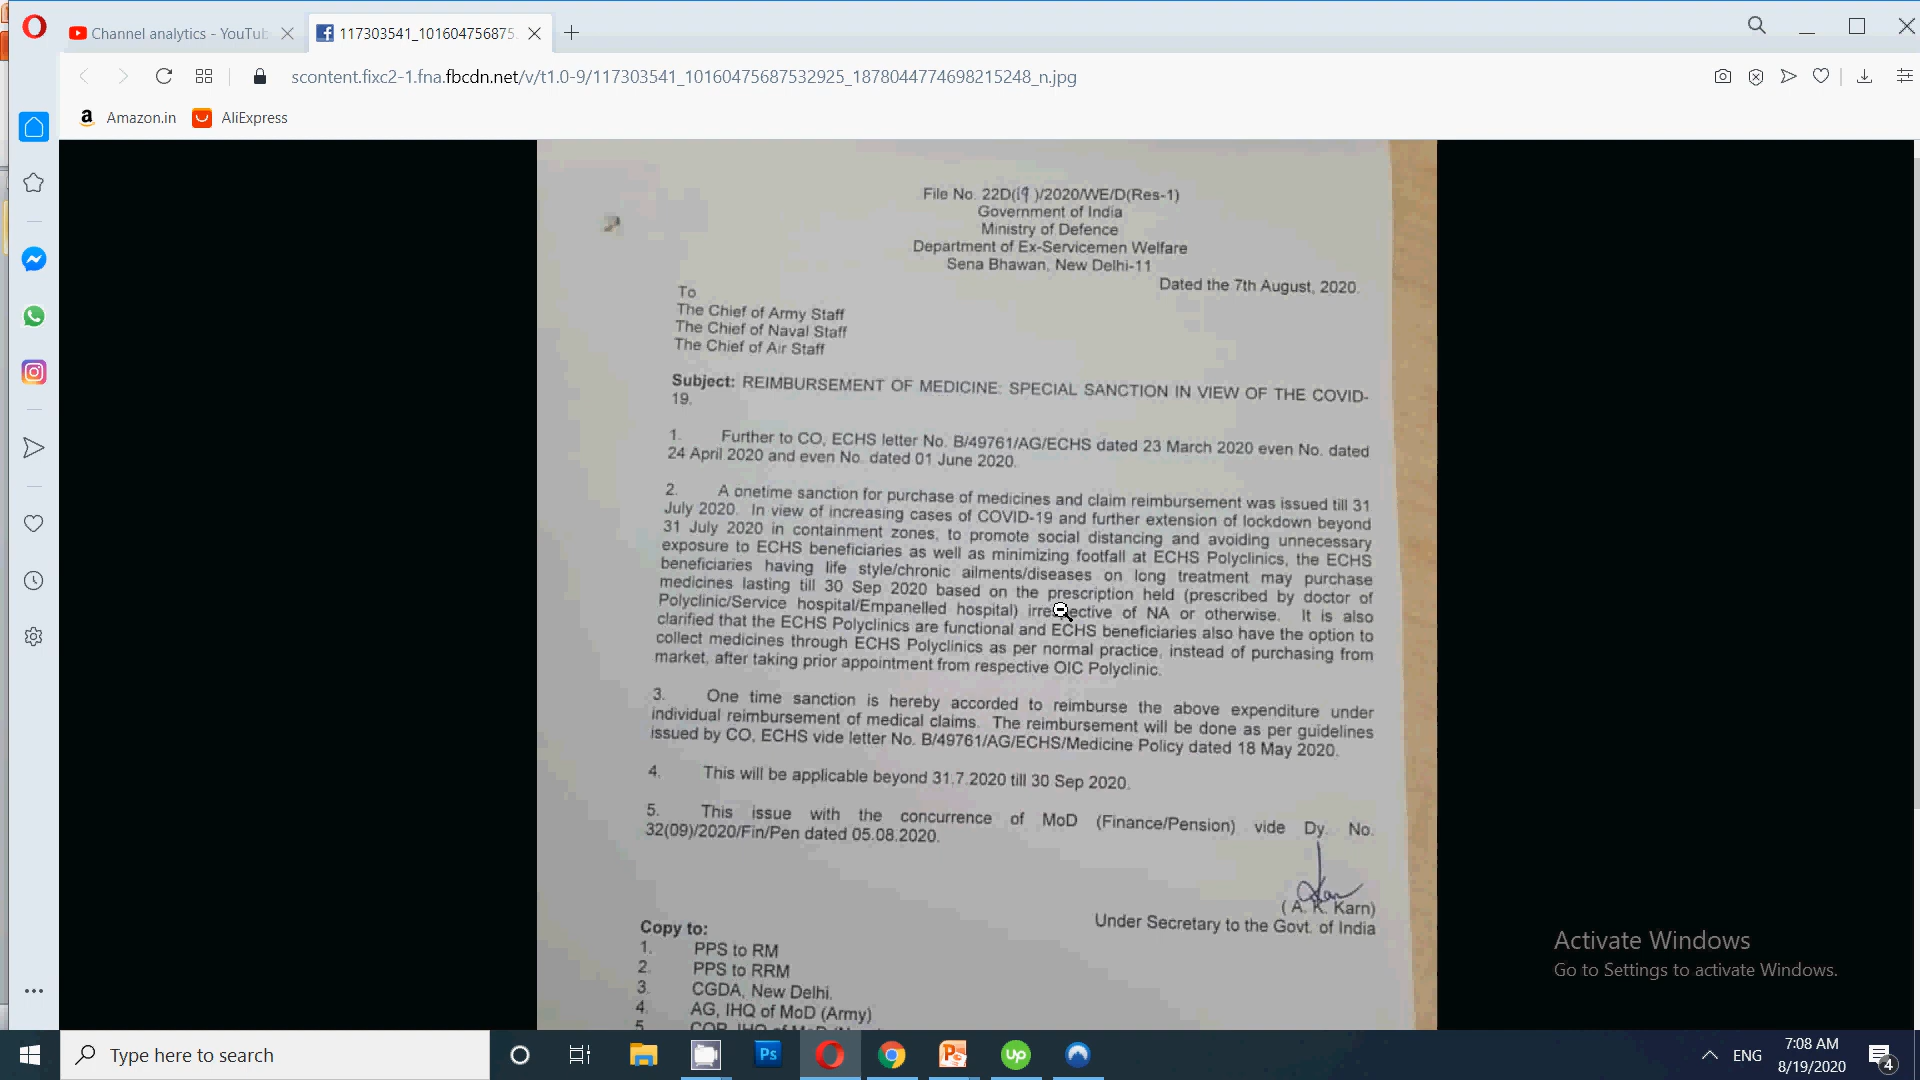 Channel analytics - YouTub
117303541_101604756875
scontent.fixc2-1.fna.fbcdn.net/v/t1.0-9/117303541_10160475687532925_1878044774698215248_n.jpg
Amazon.in
AliExpress
File No. 22D(19)/2020/WE/D(Res-1)
Government of India
Ministry of Defence
Department of Ex-Servicemen Welfare
Sena Bhawan, New Delhi-11
Dated the 7th August, 2020.
To
The Chief of Army Staff
The Chief of Naval Staff
The Chief of Air Staff
Subject: REIMBURSEMENT OF MEDICINE: SPECIAL SANCTION IN VIEW OF THE COVID-
19.
1. Further to CO, ECHS letter No. B/49761/AG/ECHS dated 23 March 2020 even No. dated
24 April 2020 and even No. dated 01 June 2020.
2. A onetime sanction for purchase of medicines and claim reimbursement was issued till 31
July 2020. In view of increasing cases of COVID-19 and further extension of lockdown beyond
31 July 2020 in containment zones, to promote social distancing and avoiding unnecessary
exposure to ECHS beneficiaries as well as minimizing footfall at ECHS Polyclinics, the ECHS
beneficiaries having life style/chronic ailments/diseases on long treatment may purchase
medicines lasting till 30 Sep 2020 based on the prescription held (prescribed by doctor of
Polyclinic/Service hospital/Empanelled hospital) irrespective of NA or otherwise. It is also
clarified that the ECHS Polyclinics are functional and ECHS beneficiaries also have the option to
collect medicines through ECHS Polyclinics as per normal practice, instead of purchasing from
market, after taking prior appointment from respective OIC Polyclinic.
3. One time sanction is hereby accorded to reimburse the above expenditure under
individual reimbursement of medical claims. The reimbursement will be done as per guidelines
issued by CO, ECHS vide letter No. B/49761/AG/ECHS/Medicine Policy dated 18 May 2020.
4. This will be applicable beyond 31.7.2020 till 30 Sep 2020.
5. This issue with the concurrence of MoD (Finance/Pension) vide Dy. No.
32(09)/2020/Fin/Pen dated 05.08.2020.
(A. K. Karn)
Under Secretary to the Govt. of India
Copy to:
1. PPS to RM
2. PPS to RRM
3. CGDA, New Delhi.
4. AG, IHQ of MoD (Army)
5.
Activate Windows
Go to Settings to activate Windows.
Type here to search
Ps
Up
ENG
7:08 AM
8/19/2020
4